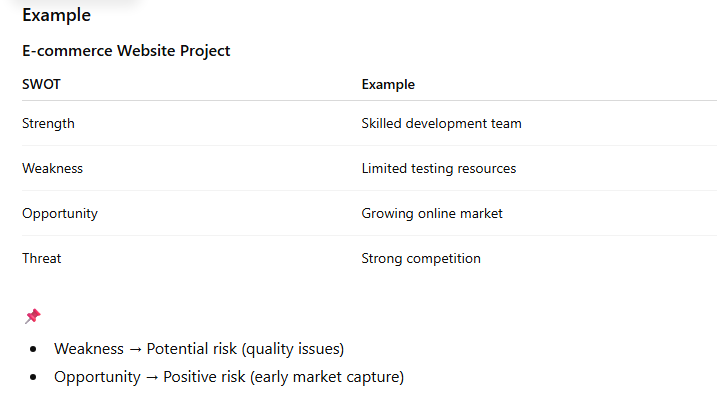 Example
E-commerce Website Project
SWOT Example
Strength Skilled development team
Weakness Limited testing resources
Opportunity Growing online market
Threat Strong competition
📌
• Weakness → Potential risk (quality issues)
• Opportunity → Positive risk (early market capture)